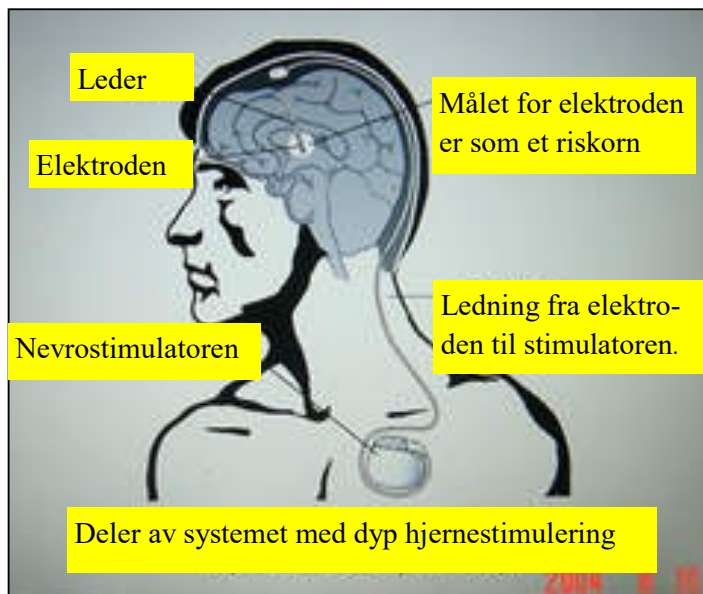 Leder
Målet for elektroden
er som et riskorn
Elektroden
Ledning fra elektro-
den til stimulatoren.
Nevrostimulatoren
Deler av systemet med dyp hjernestimulering
2004